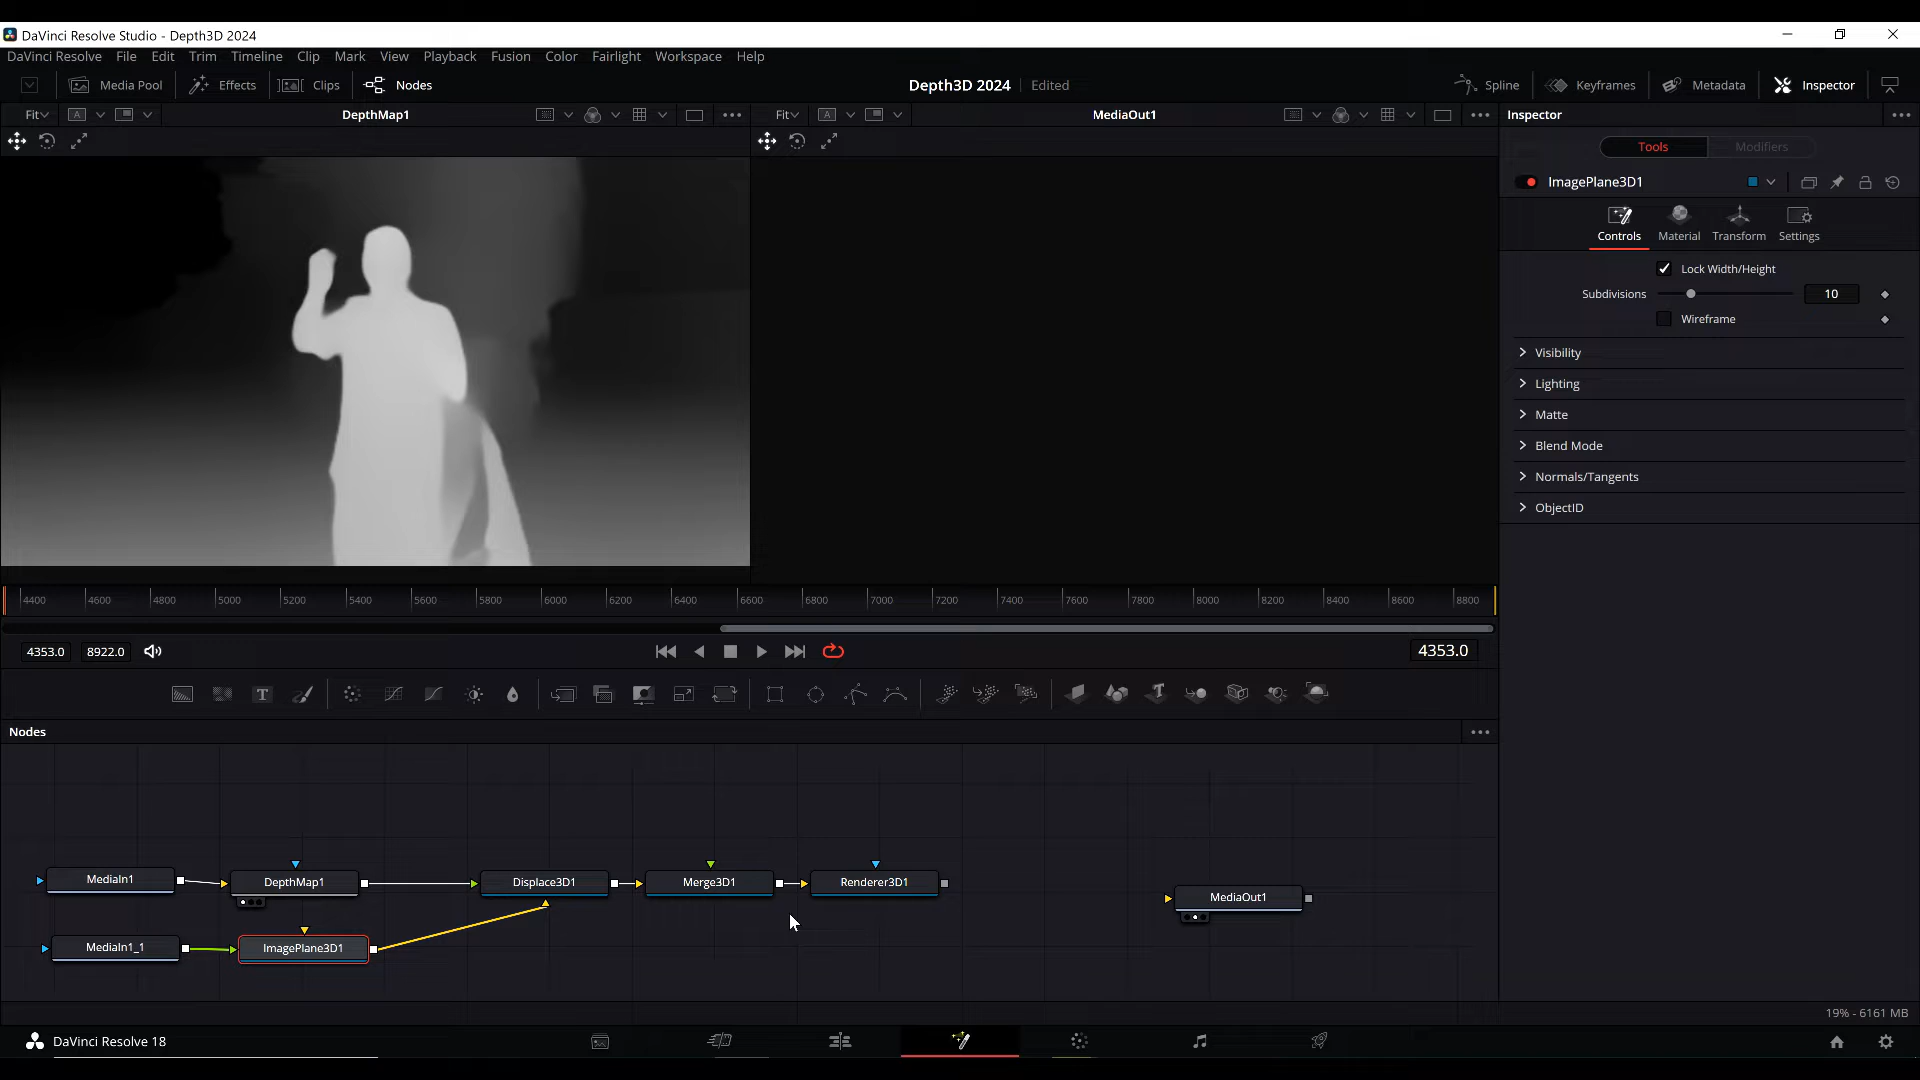 DaVinci Resolve Studio - Depth3D 2024
DaVinci Resolve File Edit Trim Timeline Clip Mark View Playback Fusion Color Fairlight Workspace Help
Media Pool Effects Clips Nodes Depth3D 2024 Edited Spline Keyframes Metadata Inspector
Fit A DepthMap1 Fit A MediaOut1 Inspector
Tools Modifiers
ImagePlane3D1
Controls Material Transform Settings
Lock Width/Height
Subdivisions 10
Wireframe
Visibility
Lighting
Matte
Blend Mode
Normals/Tangents
ObjectID
4400 4600 4800 5000 5200 5400 5600 5800 6000 6200 6400 6600 6800 7000 7200 7400 7600 7800 8000 8200 8400 8600 8800
4353.0 8922.0 4353.0
T T
Nodes
MediaIn1 DepthMap1 Displace3D1 Merge3D1 Renderer3D1 MediaOut1
MediaIn1_1 ImagePlane3D1
19% - 6161 MB
DaVinci Resolve 18